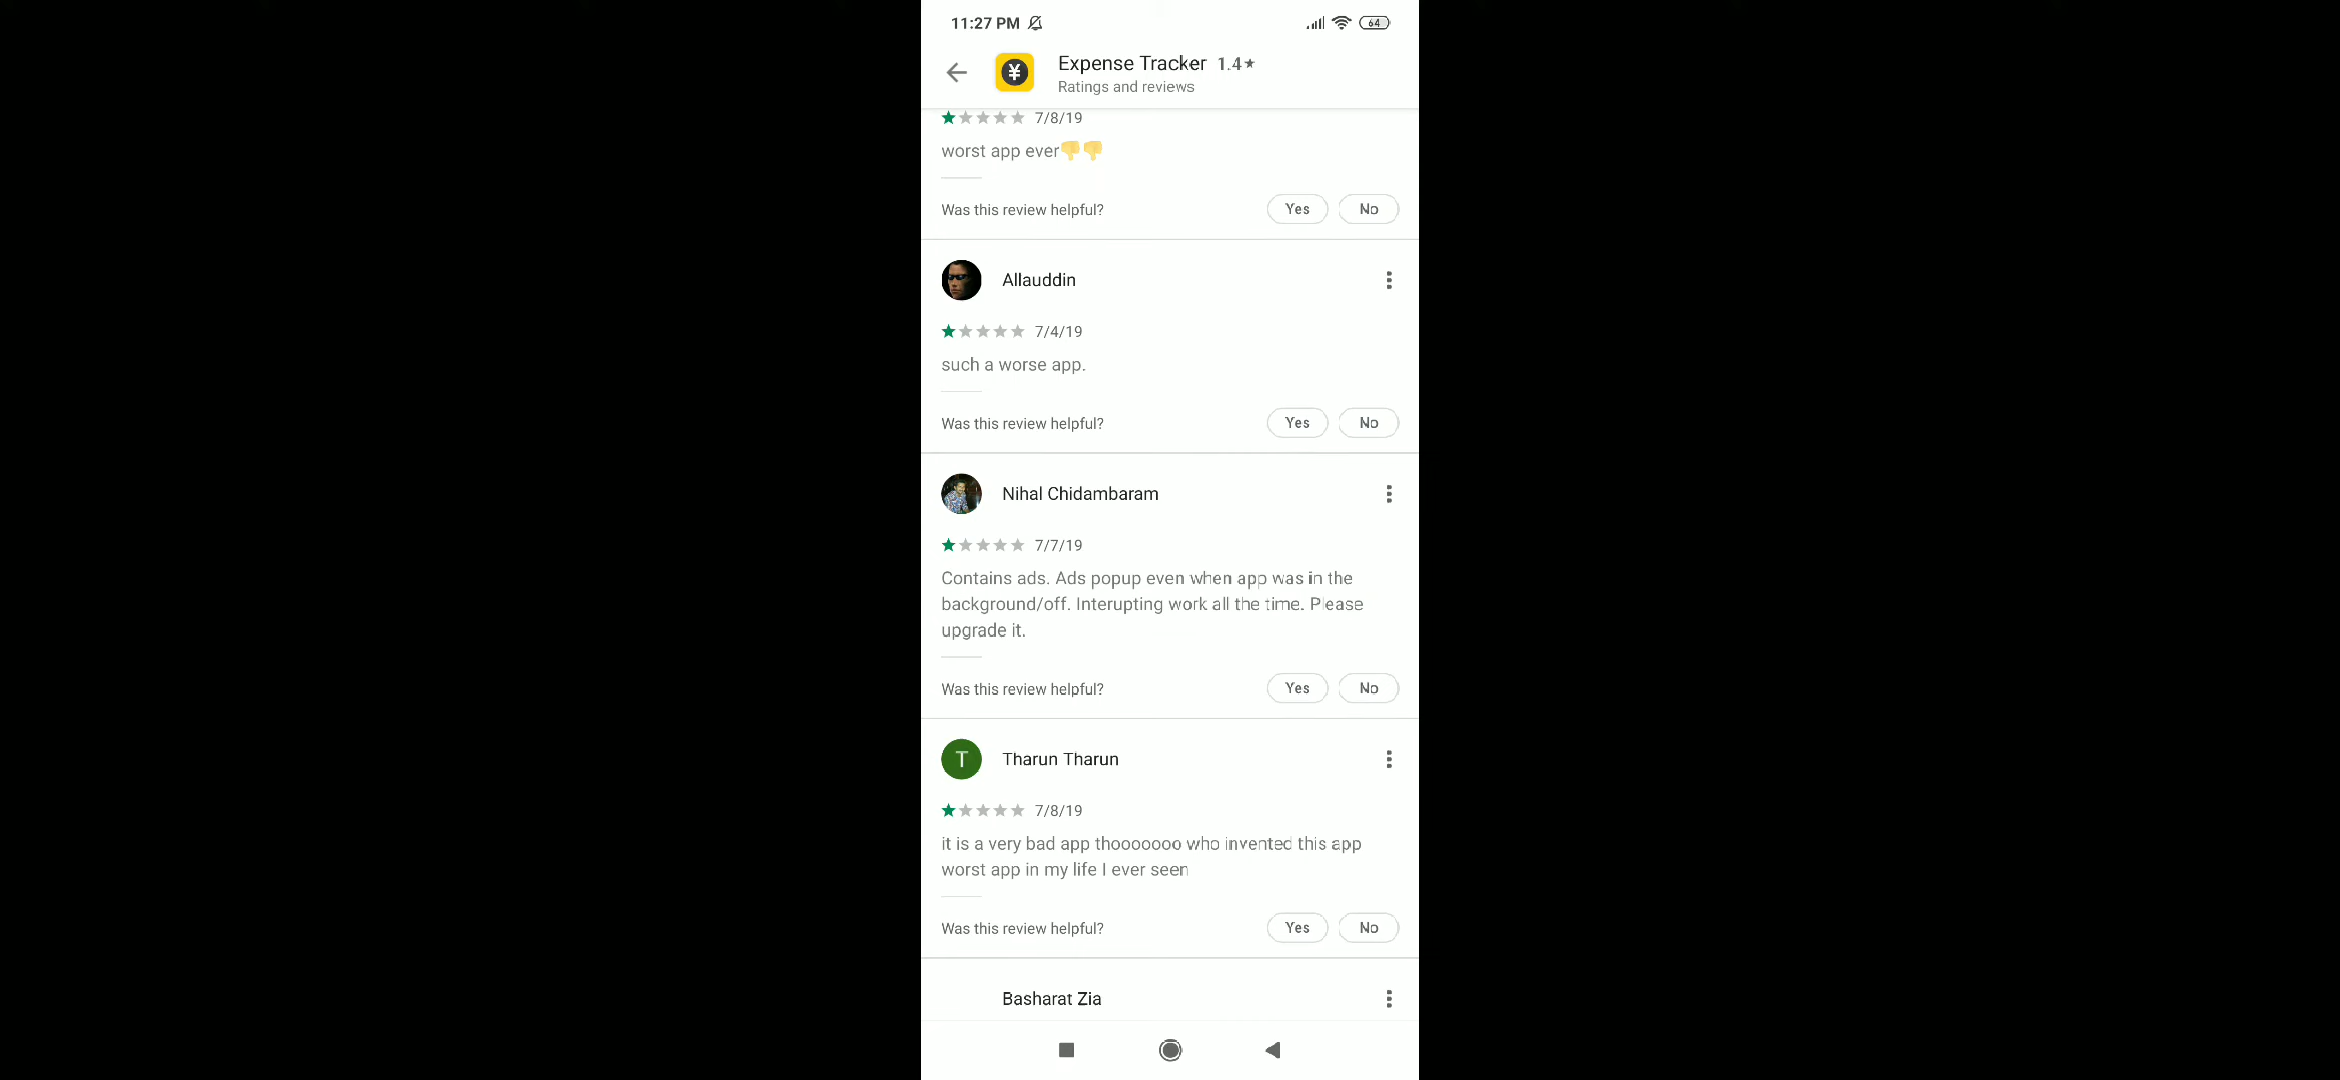 11:27 PM 64
¥ Expense Tracker 1.4★
Ratings and reviews
7/8/19
worst app ever👎👎
Was this review helpful? Yes No
Allauddin
7/4/19
such a worse app.
Was this review helpful? Yes No
Nihal Chidambaram
7/7/19
Contains ads. Ads popup even when app was in the
background/off. Interupting work all the time. Please
upgrade it.
Was this review helpful? Yes No
T Tharun Tharun
7/8/19
it is a very bad app thooooooo who invented this app
worst app in my life I ever seen
Was this review helpful? Yes No
Basharat Zia